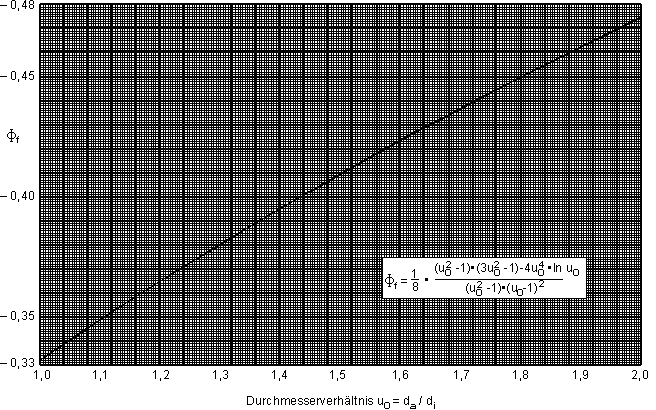 0,48
0,45
ϕf
0,40
0,35
0,33
Φf = 1/8 • (u0² -1)•(3u0² -1)-4u0⁴ •ln u0 / (u0² -1)•(u0-1)²
1,0 1,1 1,2 1,3 1,4 1,5 1,6 1,7 1,8 1,9 2,0
Durchmesserverhältnis u0 = da / di